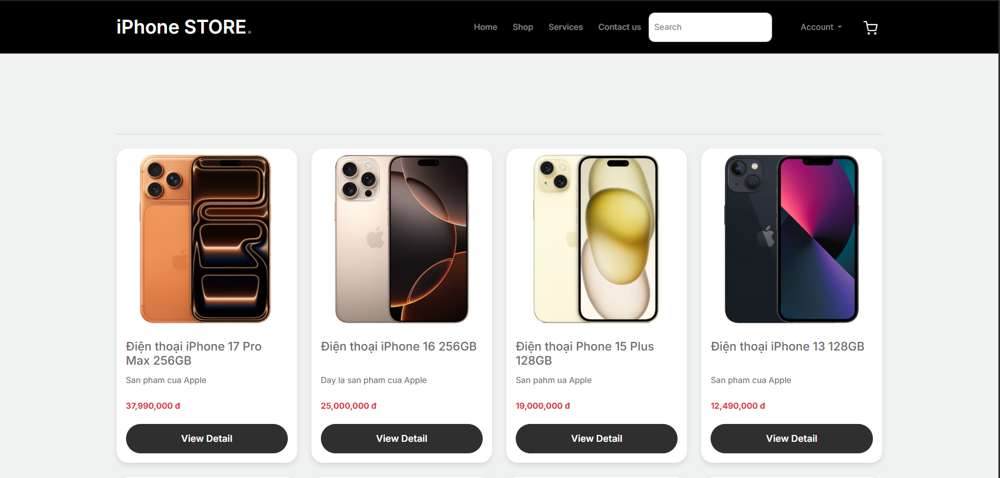 iPhone STORE.
Home Shop Services Contact us Search Account
Điện thoại iPhone 17 Pro
Max 256GB
San pham cua Apple
37,990,000 đ
View Detail
Điện thoại iPhone 16 256GB
Day la san pham cua Apple
25,000,000 đ
View Detail
Điện thoại Phone 15 Plus
128GB
San pahm ua Apple
19,000,000 đ
View Detail
Điện thoại iPhone 13 128GB
San pham cua Apple
12,490,000 đ
View Detail